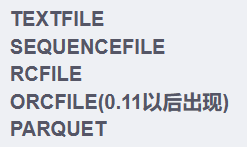 TEXTFILE
SEQUENCEFILE
RCFILE
ORCFILE(0.11以后出现)
PARQUET